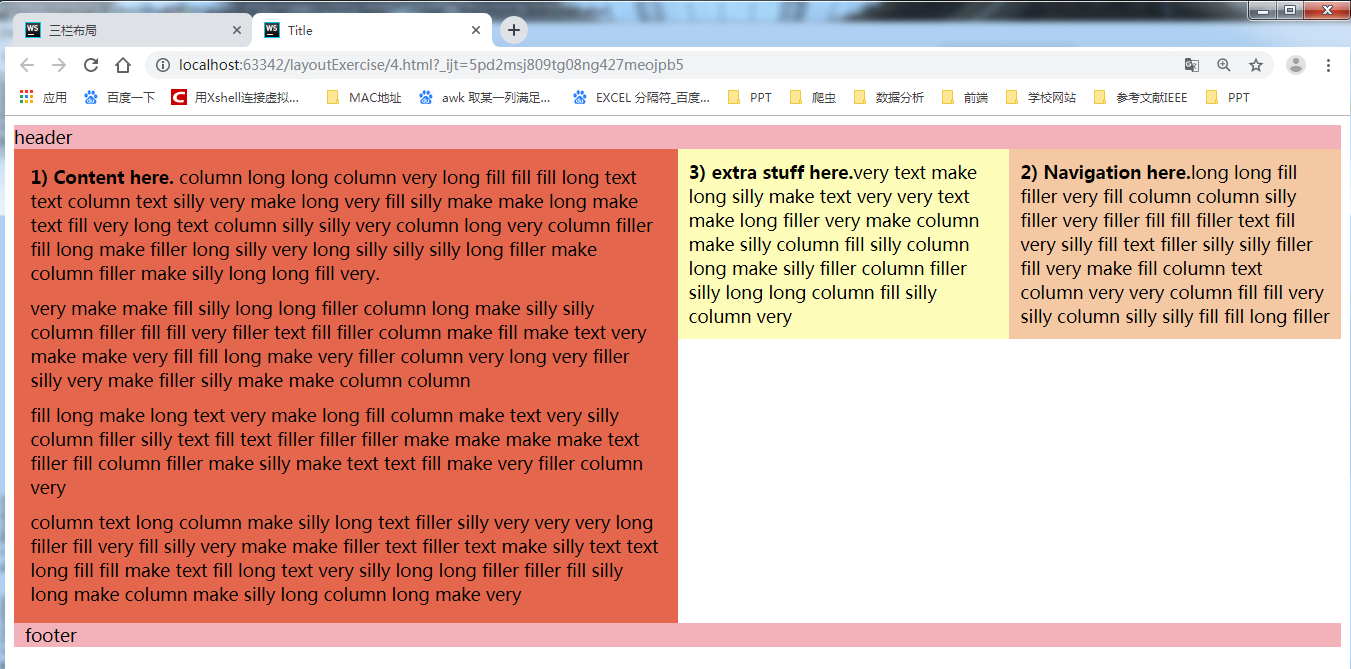 三栏布局
Title
localhost:63342/layoutExercise/4.html?_ijt=5pd2msj809tg08ng427meojpb5
应用
百度一下
用Xshell连接虚拟...
MAC地址
awk 取某一列满足...
EXCEL 分隔符_百度...
PPT
爬虫
数据分析
前端
学校网站
参考文献IEEE
PPT
header
1) Content here. column long long column very long fill fill fill long text
text column text silly very make long very fill silly make make long make
text fill very long text column silly silly very column long very column filler
fill long make filler long silly very long silly silly silly long filler make
column filler make silly long long fill very.
very make make fill silly long long filler column long make silly silly
column filler fill fill very filler text fill filler column make fill make text very
make make very fill fill long make very filler column very long very filler
silly very make filler silly make make column column
fill long make long text very make long fill column make text very silly
column filler silly text fill text filler filler filler make make make make text
filler fill column filler make silly make text text fill make very filler column
very
column text long column make silly long text filler silly very very very long
filler fill very fill silly very make make filler text filler text make silly text text
long fill fill make text fill long text very silly long long filler filler fill silly
long make column make silly long column long make very
3) extra stuff here.very text make
long silly make text very very text
make long filler very make column
make silly column fill silly column
long make silly filler column filler
silly long long column fill silly
column very
2) Navigation here.long long fill
filler very fill column column silly
filler very filler fill fill filler text fill
very silly fill text filler silly silly filler
fill very make fill column text
column very very column fill fill very
silly column silly silly fill fill long filler
footer